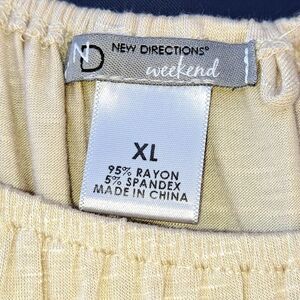 ND
NEW DIRECTIONS®
weekend
XL
95% RAYON
5% SPANDEX
MADE IN CHINA